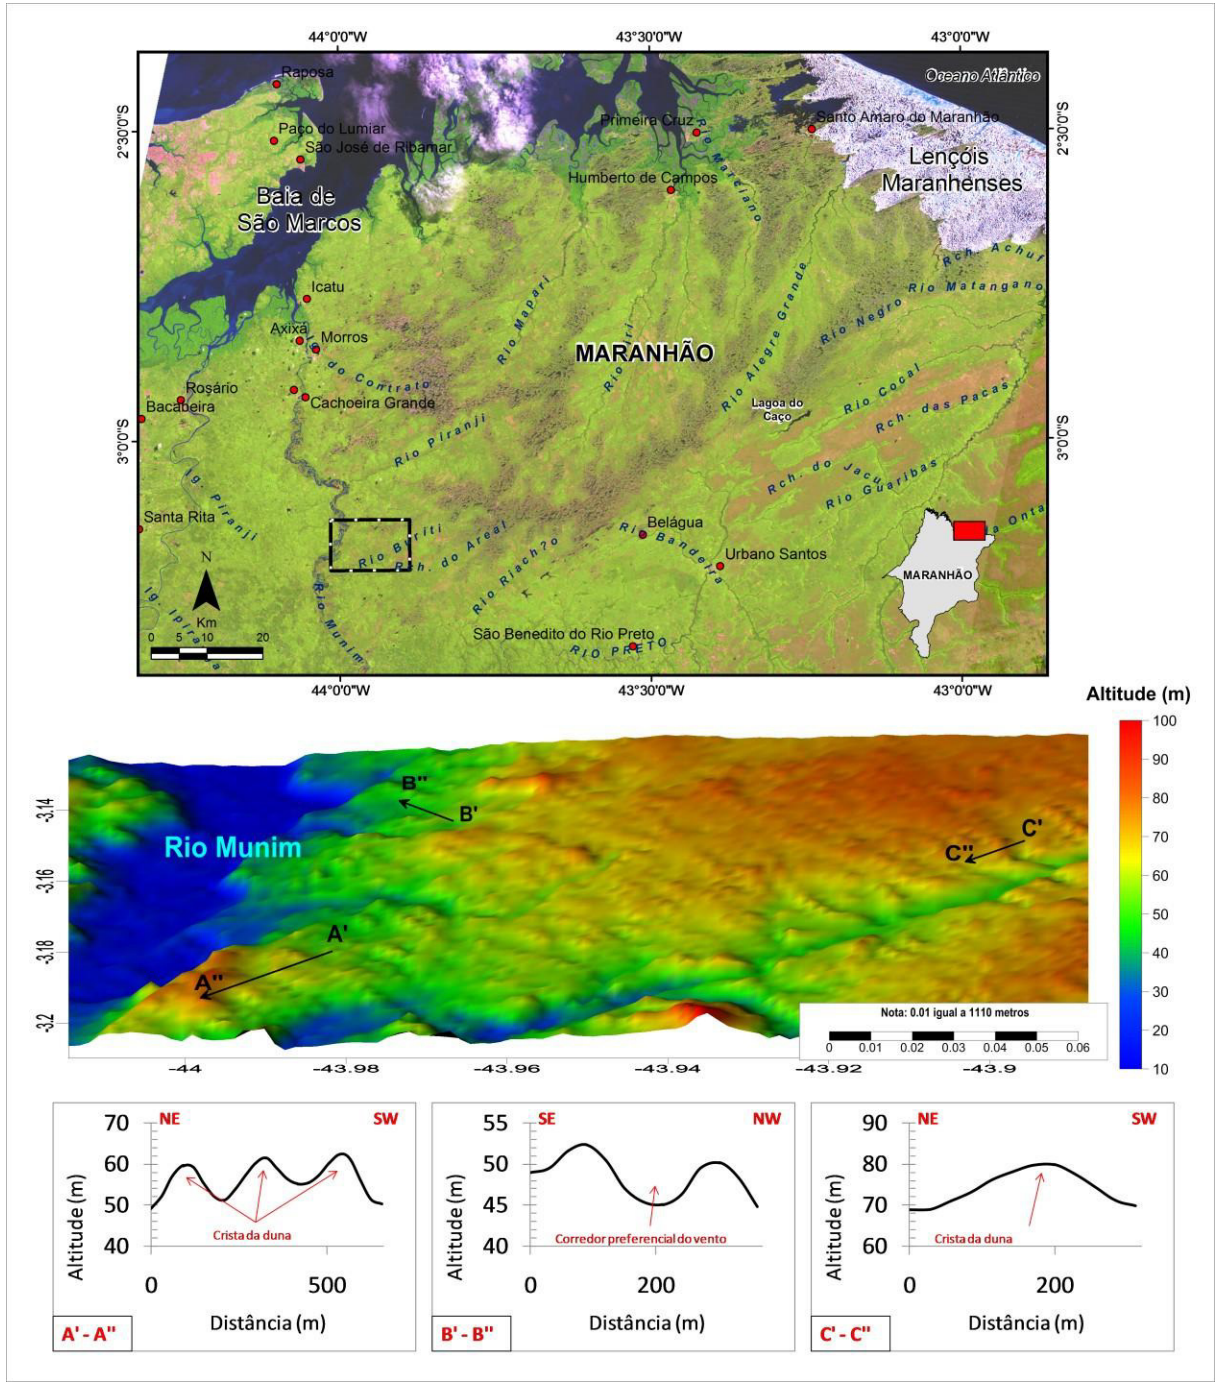 44°0'0"W
43°30'0"W
43°0'0"W
Raposa
Oceano Atlântico
2°30'0"S
Paço do Lumiar
Primeira Cruz
Santo Amaro do Maranhão
2°30'0"S
São José de Ribamar
Rio Marciano
Lençóis
Maranhenses
Baia de
São Marcos
Humberto de Campos
Rch. Achuf
Icatu
Rio Mapari
Rio Alegre Grande
Rio Negro
Rio Matangano
Axixá
Morros
do Contrato
MARANHÃO
Rosário
Bacabeira
Cachoeira Grande
Lagoa do
Caço
Rio Cocal
Rch. das Pacas
3°0'0"S
Rio Piranji
3°0'0"S
Rch. do Jacu
Rio Guaribas
Ig. Piranji
Santa Rita
Rio Buriti
Rch. do Areal
Rio Riach?o
Belágua
Rio Bandeira
Urbano Santos
a Onta
MARANHÃO
N
Km
0 5 10 20
Rio Munim
São Benedito do Rio Preto
RIO PRETO
44°0'0"W
43°30'0"W
43°0'0"W
Altitude (m)
100
90
80
70
60
50
40
30
20
10
-3.14
-3.16
-3.18
-3.2
B''
B'
Rio Munim
C'
C''
A'
A''
Nota: 0.01 igual a 1110 metros
0 0.01 0.02 0.03 0.04 0.05 0.06
-44 -43.98 -43.96 -43.94 -43.92 -43.9
Altitude (m)
70
60
50
40
NE
SW
Crista da duna
0 500
Distância (m)
A' - A''
Altitude (m)
55
50
45
40
SE
NW
Corredor preferencial do vento
0 200
Distância (m)
B' - B''
Altitude (m)
90
80
70
60
NE
SW
Crista da duna
0 200
Distância (m)
C' - C''